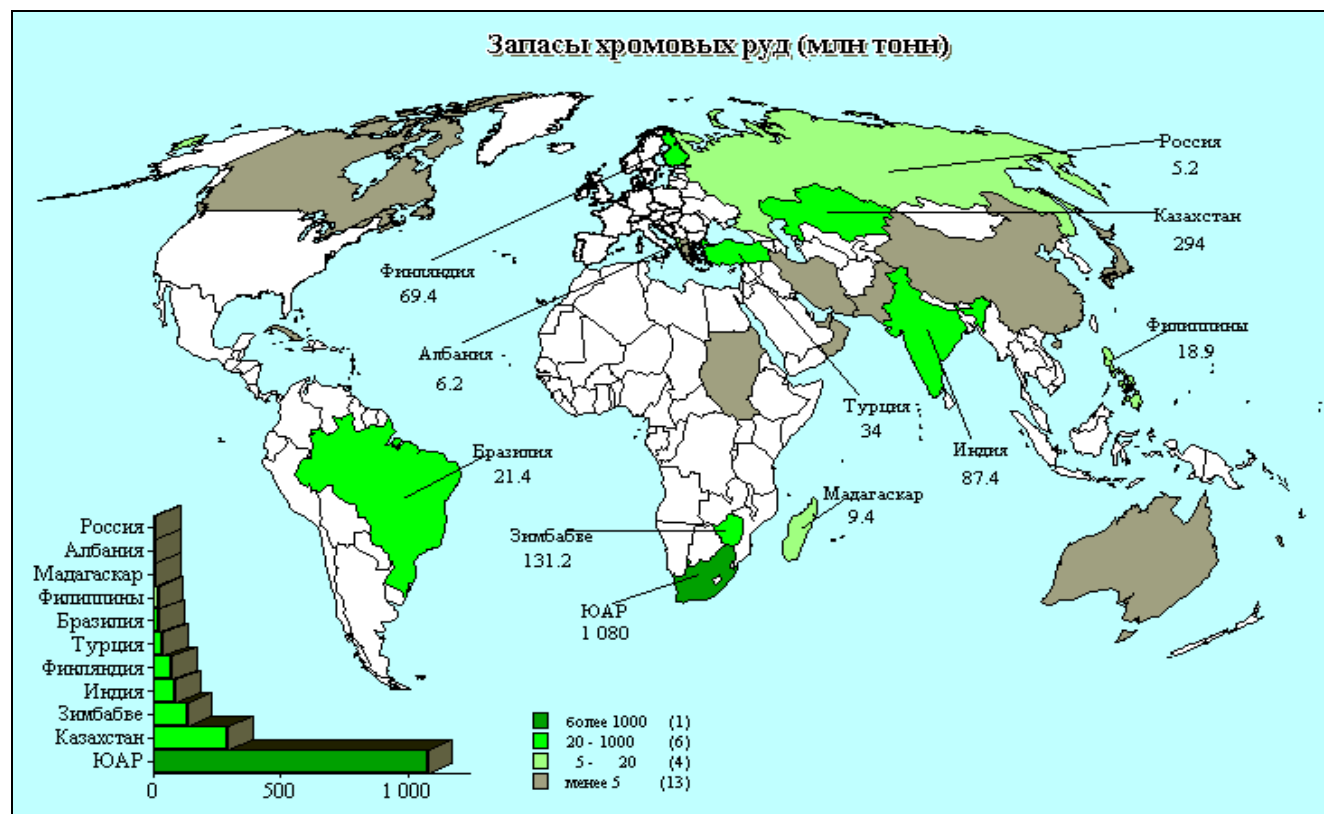 Запасы хромовых руд (млн тонн)
Россия
5.2
Казахстан
294
Финляндия
69.4
Филиппины
18.9
Албания
6.2
Турция
34
Индия
87.4
Бразилия
21.4
Мадагаскар
9.4
Зимбабве
131.2
ЮАР
1 080
Россия
Албания
Мадагаскар
Филиппины
Бразилия
Турция
Финляндия
Индия
Зимбабве
Казахстан
ЮАР
0 500 1 000
более 1000 (1)
20 - 1000 (6)
5 - 20 (4)
менее 5 (13)